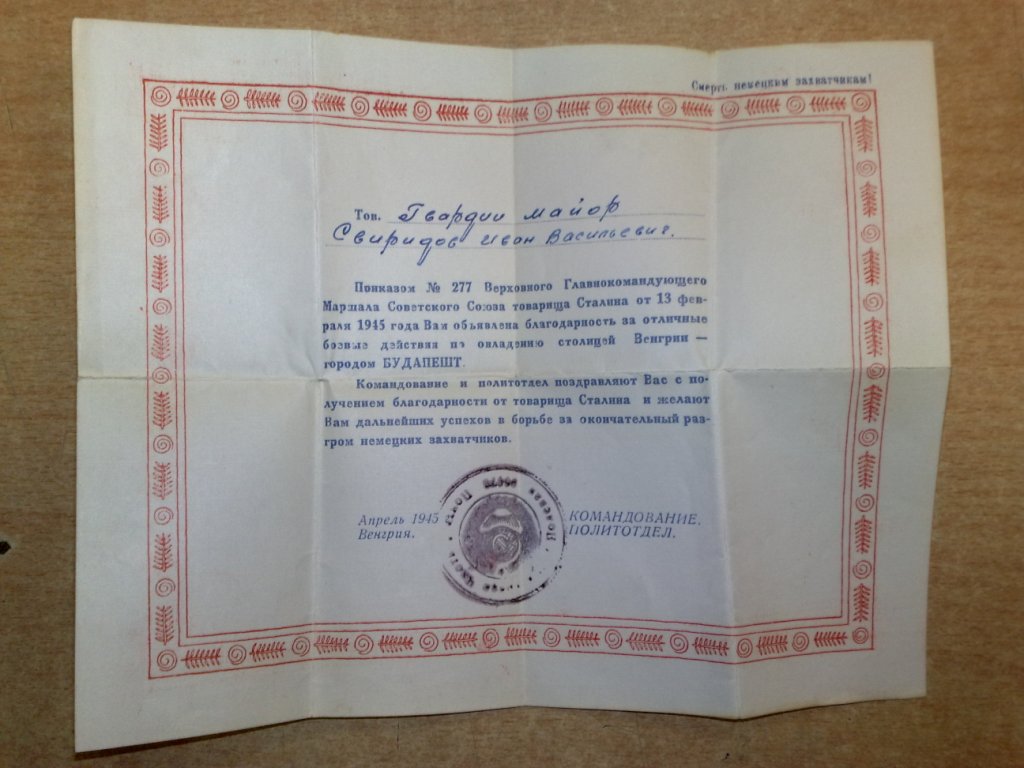 Смерть немецким захватчикам!
Тов. Гвардии майор
Свиридов Иван Васильевич.
Приказом № 277 Верховного Главнокомандующего
Маршала Советского Союза товарища Сталина от 13 фев-
раля 1945 года Вам объявлена благодарность за отличные
боевые действия по овладению столицей Венгрии —
городом БУДАПЕШТ.
Командование и политотдел поздравляют Вас с по-
лучением благодарности от товарища Сталина и желают
Вам дальнейших успехов в борьбе за окончательный раз-
гром немецких захватчиков.
Апрель 1945 КОМАНДОВАНИЕ.
Венгрия. ПОЛИТОТДЕЛ.